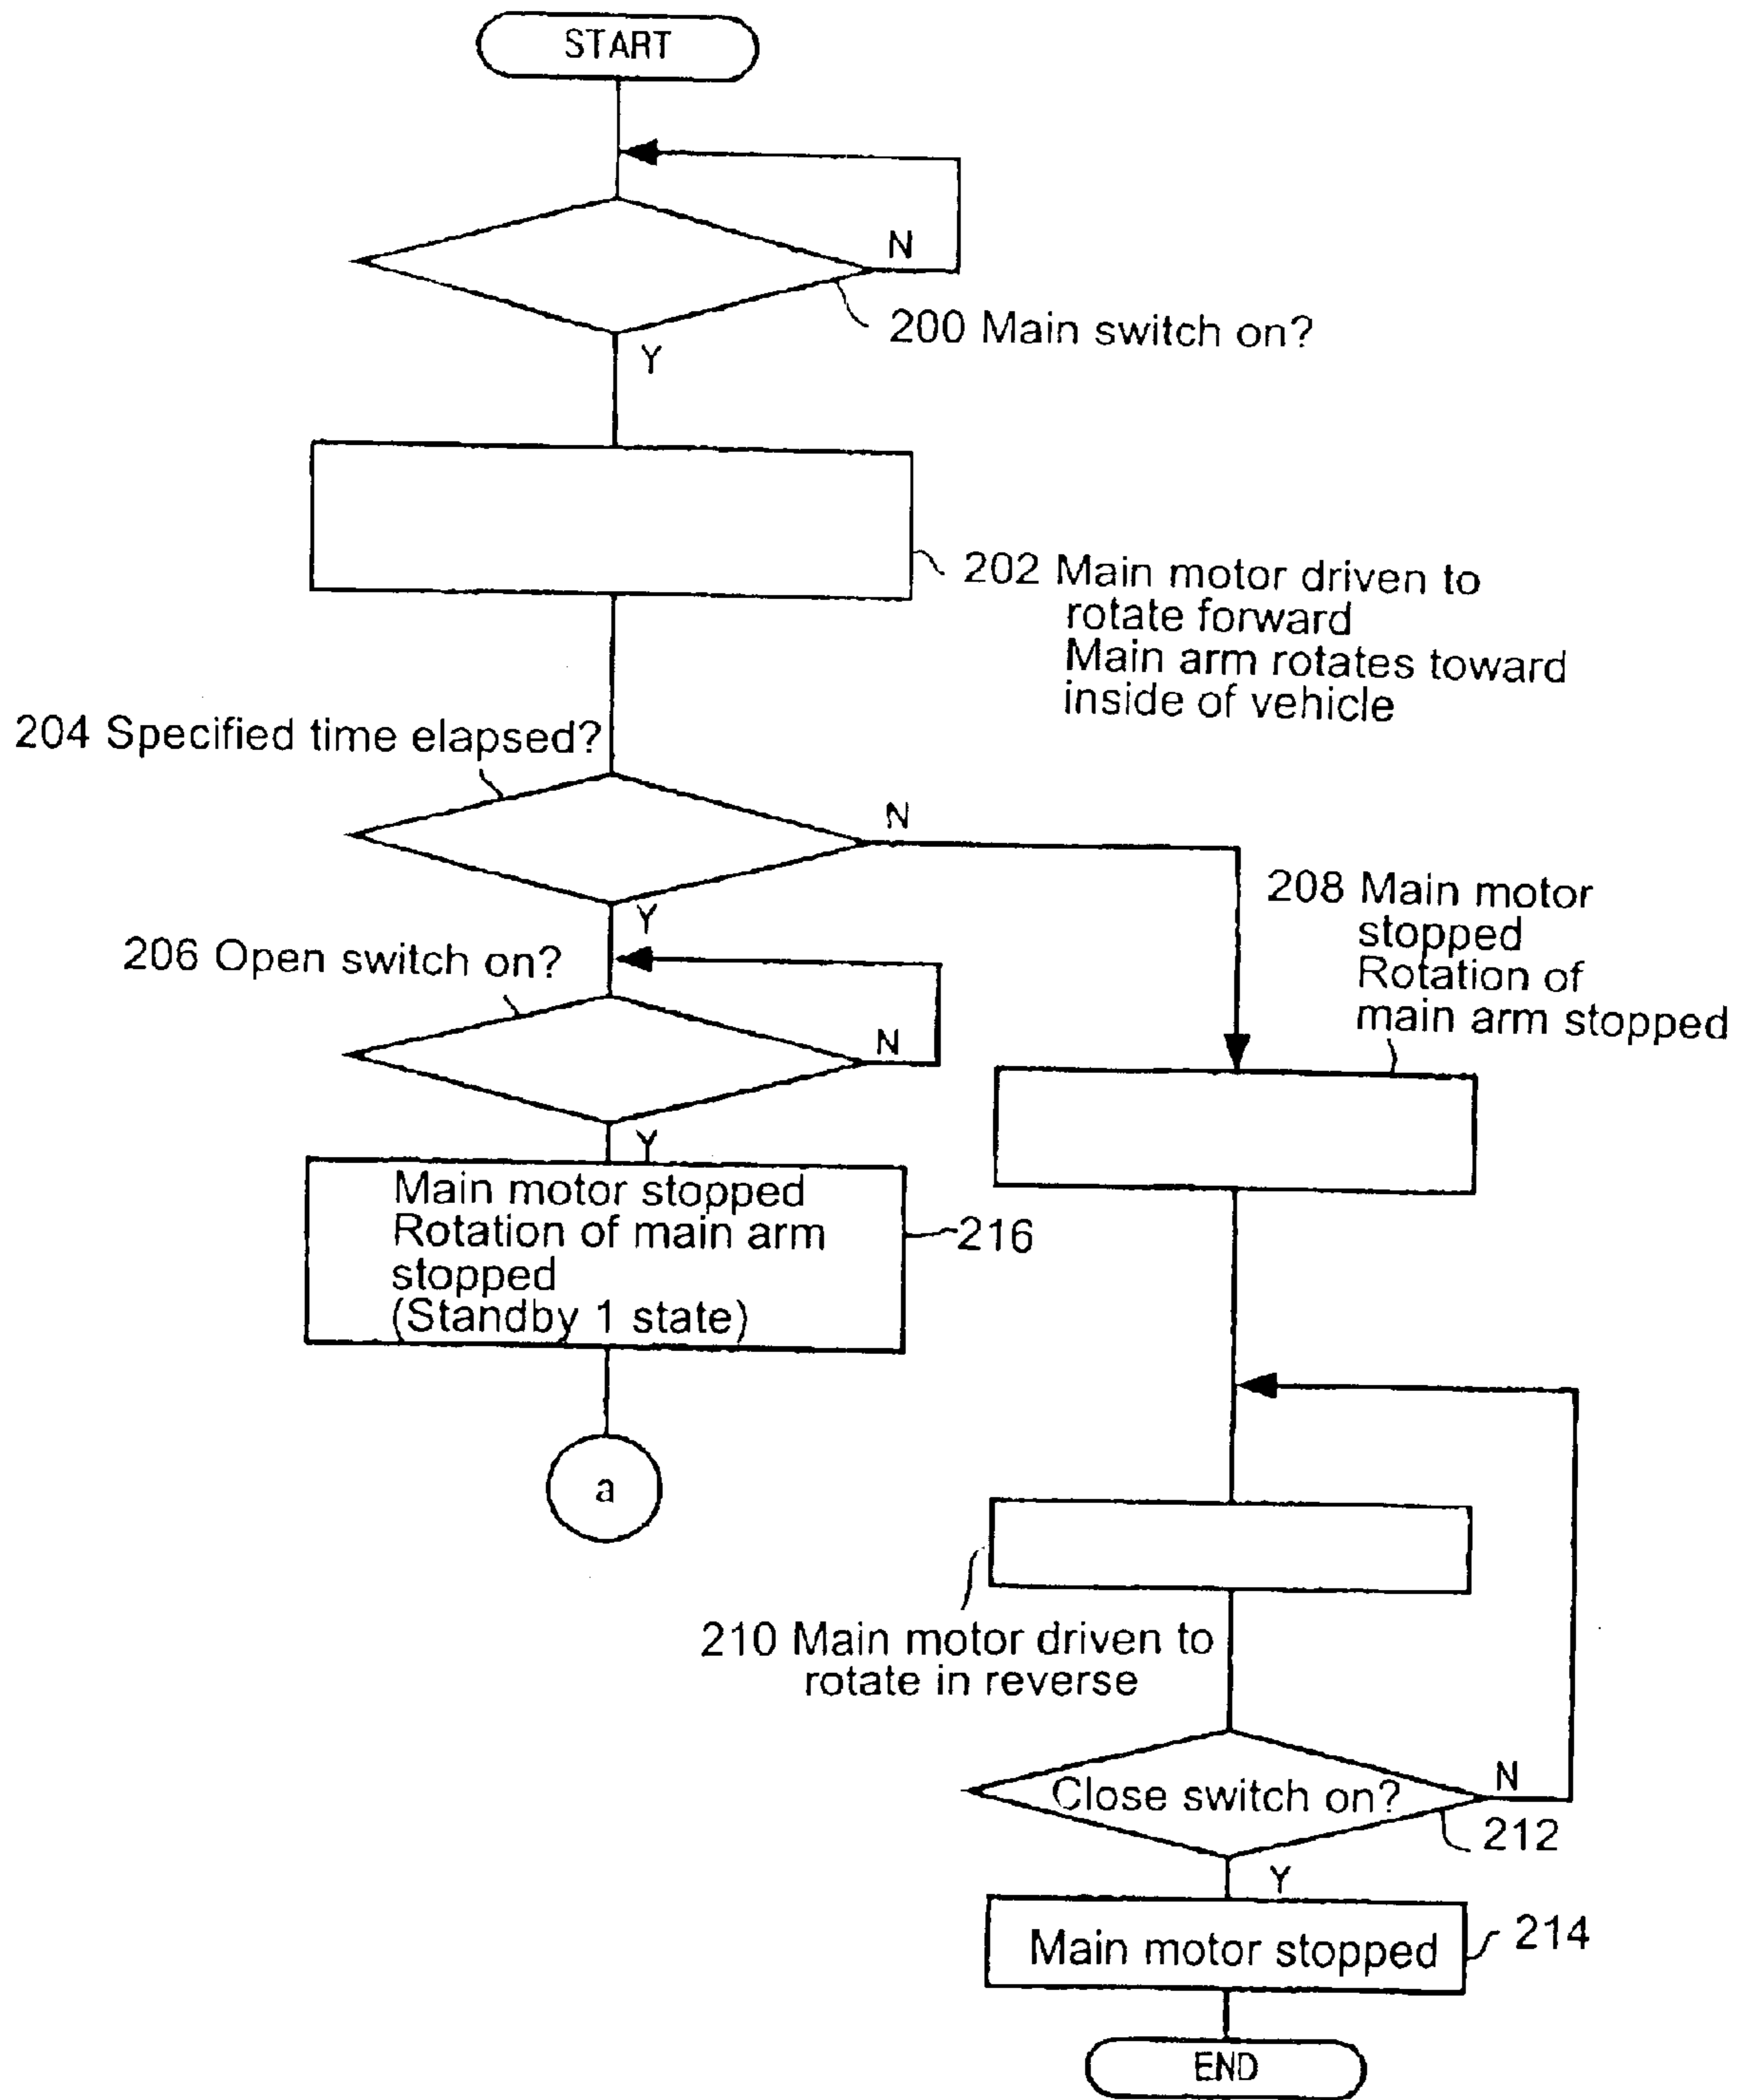 START
N
200 Main switch on?
Y
202 Main motor driven to
rotate forward
Main arm rotates toward
inside of vehicle
204 Specified time elapsed?
N
Y
208 Main motor
stopped
Rotation of
main arm stopped
206 Open switch on?
N
Y
Main motor stopped
Rotation of main arm
stopped
(Standby 1 state)
216
a
210 Main motor driven to
rotate in reverse
Close switch on?
N
212
Y
Main motor stopped
214
END